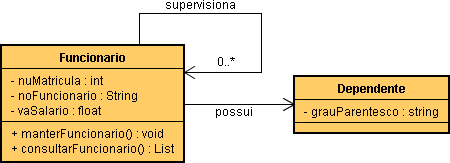 supervisiona
Funcionario
0..*
- nuMatricula : int
- noFuncionario : String
- vaSalario : float
+ manterFuncionario() : void
+ consultarFuncionario() : List
possui
Dependente
- grauParentesco : string